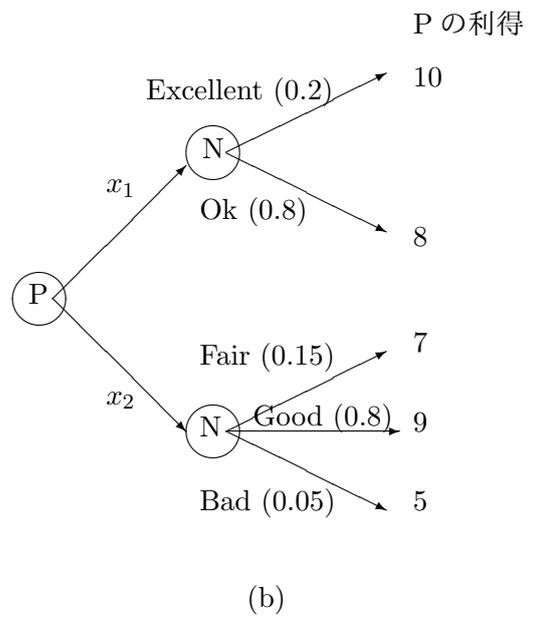 P の利得
10
Excellent (0.2)
N
x₁
Ok (0.8)
8
P
7
Fair (0.15)
x₂
Good (0.8)
9
N
Bad (0.05)
5
(b)